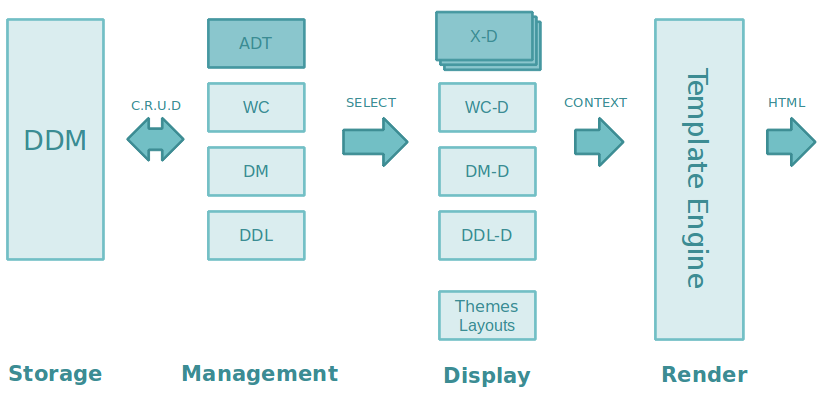 DDM
Storage
C.R.U.D
ADT
WC
DM
DDL
Management
SELECT
X-D
WC-D
DM-D
DDL-D
Themes
Layouts
Display
CONTEXT
Template Engine
Render
HTML